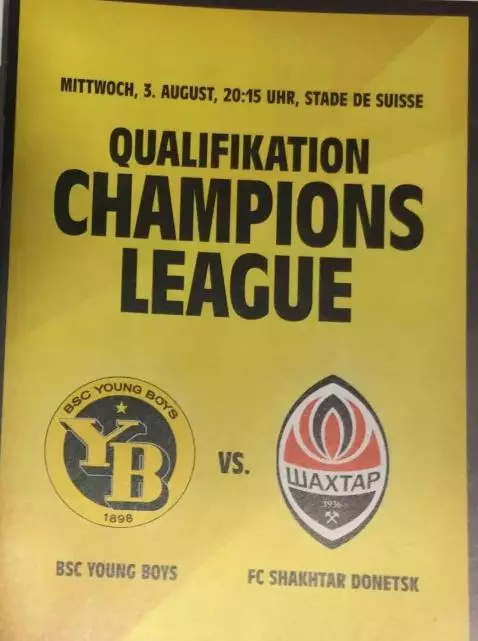 MITTWOCH, 3. AUGUST, 20:15 UHR, STADE DE SUISSE
QUALIFIKATION
CHAMPIONS
LEAGUE
BSC YOUNG BOYS
YB
1898
VS.
ШАХТАР
1936
BSC YOUNG BOYS
FC SHAKHTAR DONETSK